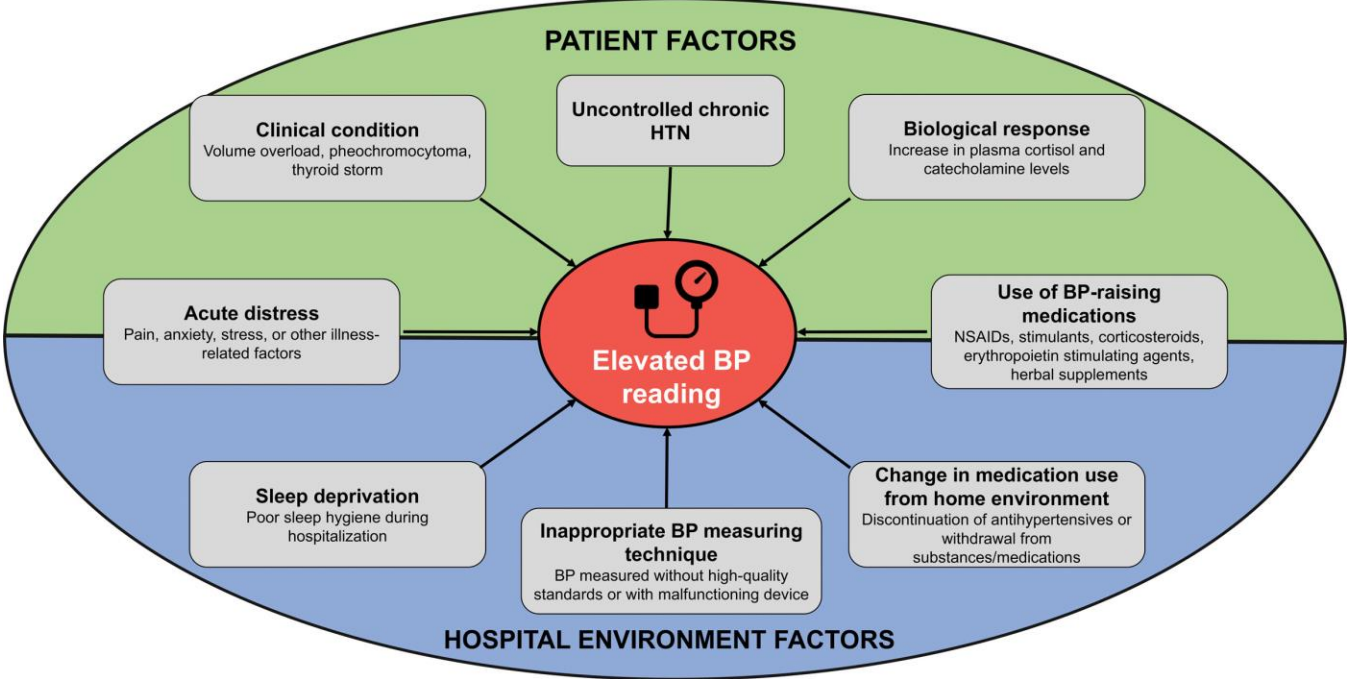 PATIENT FACTORS
Clinical condition
Volume overload, pheochromocytoma,
thyroid storm
Uncontrolled chronic
HTN
Biological response
Increase in plasma cortisol and
catecholamine levels
Acute distress
Pain, anxiety, stress, or other illness-
related factors
Elevated BP
reading
Use of BP-raising
medications
NSAIDs, stimulants, corticosteroids,
erythropoietin stimulating agents,
herbal supplements
Sleep deprivation
Poor sleep hygiene during
hospitalization
Inappropriate BP measuring
technique
BP measured without high-quality
standards or with malfunctioning device
Change in medication use
from home environment
Discontinuation of antihypertensives or
withdrawal from
substances/medications
HOSPITAL ENVIRONMENT FACTORS